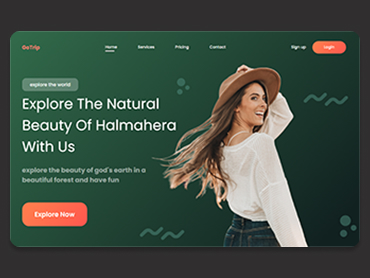 GoTrip
Home Services Pricing Contact Sign up Login
explore the world
Explore The Natural
Beauty Of Halmahera
With Us
explore the beauty of god's earth in a
beautiful forest and have fun
Explore Now